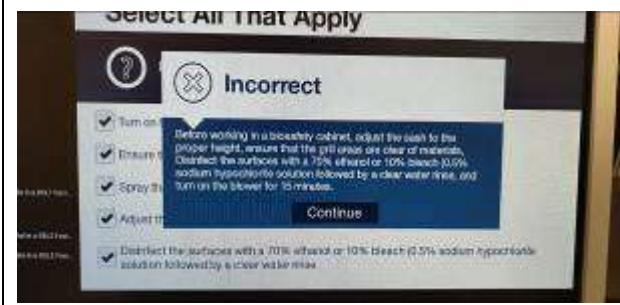 Select All That Apply
Incorrect
Before working in a biosafety cabinet, adjust the sash to the
proper height, ensure that the grill areas are clear of materials,
Disinfect the surfaces with a 70% ethanol or 10% bleach (0.5%
sodium hypochlorite solution followed by a clear water rinse, and
turn on the blower for 15 minutes.
Continue
Turn on
Ensure
Spray
Adjust
Disinfect the surfaces with a 70% ethanol or 10% bleach (0.5% sodium hypochlorite
solution followed by a clear water rinse